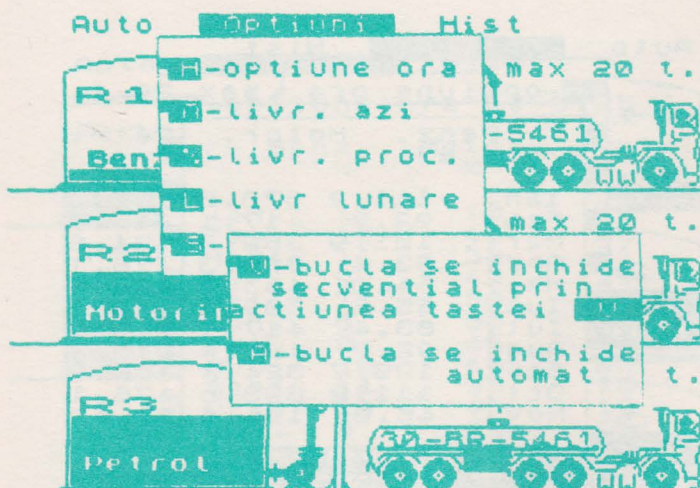 Auto Optiuni Hist
H-optiune ora
-livr. azi
-livr. proc.
L-livr lunare
S-
R1
Ben
max 20 t.
-5461
R2
Motorin
max 20 t.
-bucla se inchide
secvential prin
actiunea tastei
A-bucla se inchide
automat
t.
R3
Petrol
30-BR-5461